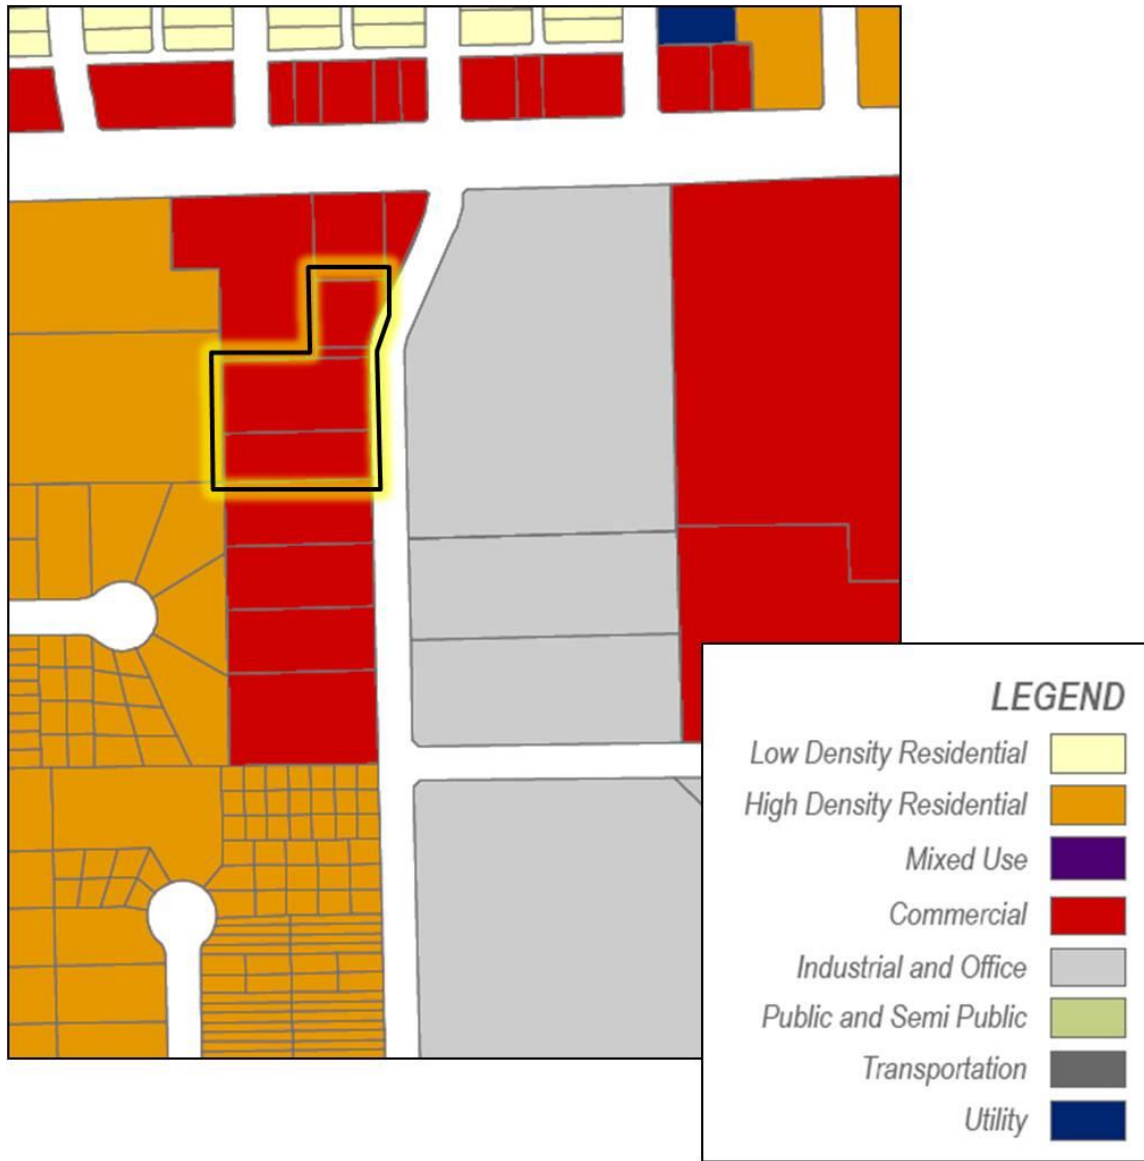 LEGEND
Low Density Residential
High Density Residential
Mixed Use
Commercial
Industrial and Office
Public and Semi Public
Transportation
Utility